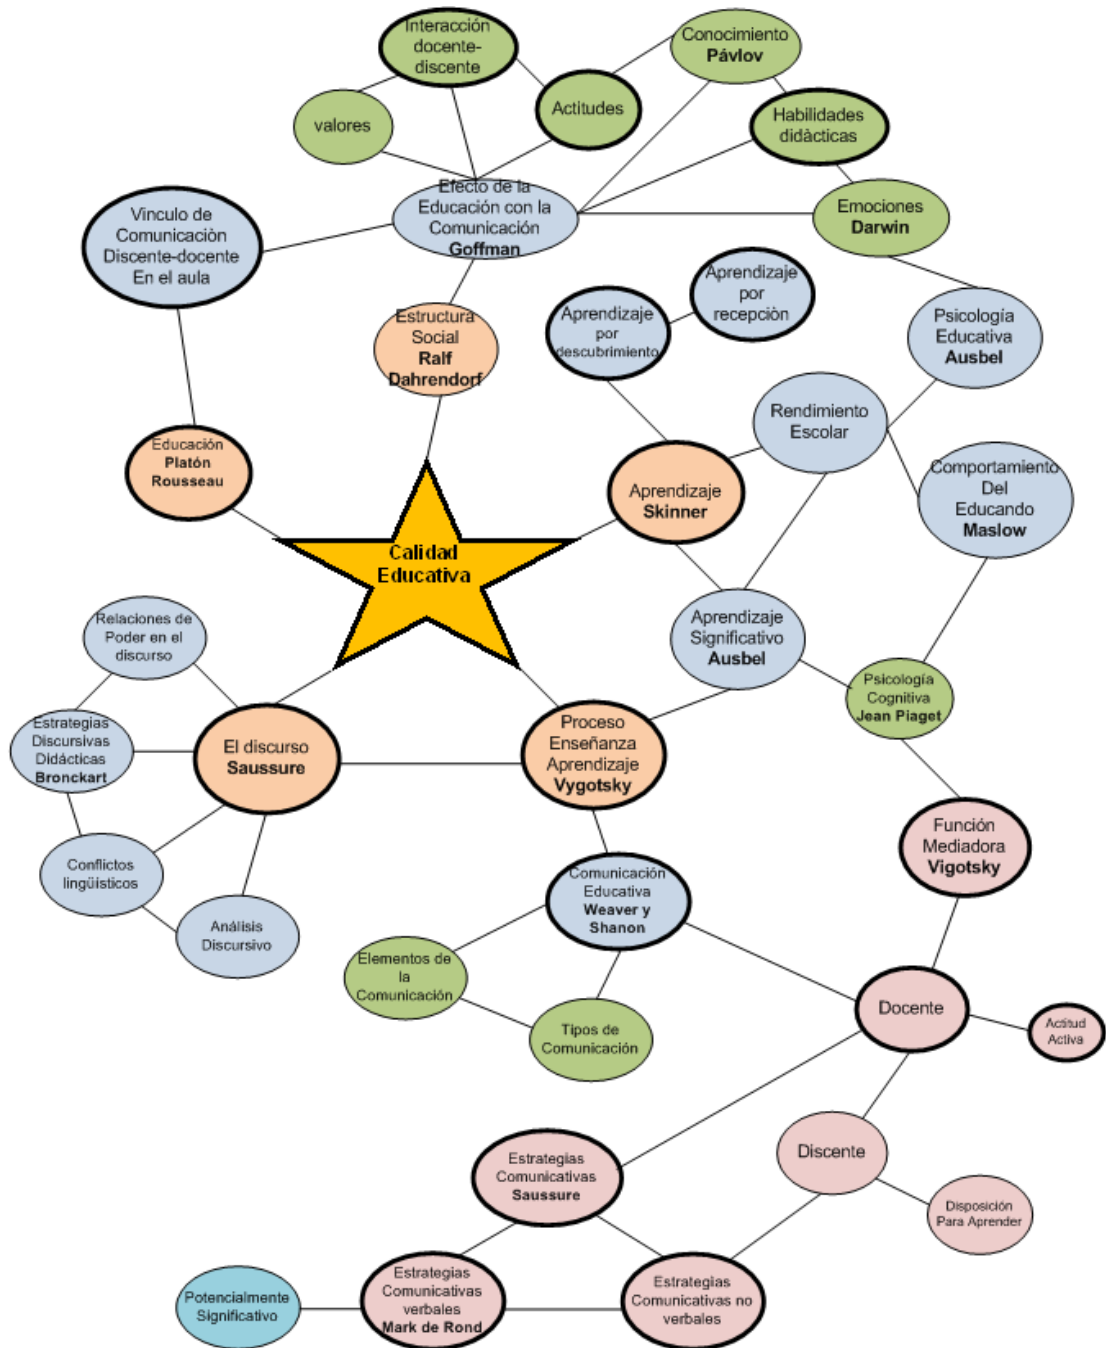 Interacción
docente-
discente
Conocimiento
Pávlov
Actitudes
valores
Habilidades
didàcticas
Efecto de la
Educación con la
Comunicación
Goffman
Emociones
Darwin
Vinculo de
Comunicaciòn
Discente-docente
En el aula
Aprendizaje
por
recepciòn
Aprendizaje
por
descubrimiento
Estructura
Social
Ralf
Dahrendorf
Psicología
Educativa
Ausbel
Rendimiento
Escolar
Educación
Platón
Rousseau
Aprendizaje
Skinner
Comportamiento
Del
Educando
Maslow
Calidad
Educativa
Relaciones de
Poder en el
discurso
Aprendizaje
Significativo
Ausbel
Psicología
Cognitiva
Jean Piaget
Estrategias
Discursivas
Didácticas
Bronckart
El discurso
Saussure
Proceso
Enseñanza
Aprendizaje
Vygotsky
Función
Mediadora
Vigotsky
Conflictos
lingüísticos
Comunicación
Educativa
Weaver y
Shanon
Análisis
Discursivo
Elementos de
la
Comunicación
Tipos de
Comunicación
Docente
Actitud
Activa
Discente
Estrategias
Comunicativas
Saussure
Disposición
Para Aprender
Potencialmente
Significativo
Estrategias
Comunicativas
verbales
Mark de Rond
Estrategias
Comunicativas no
verbales